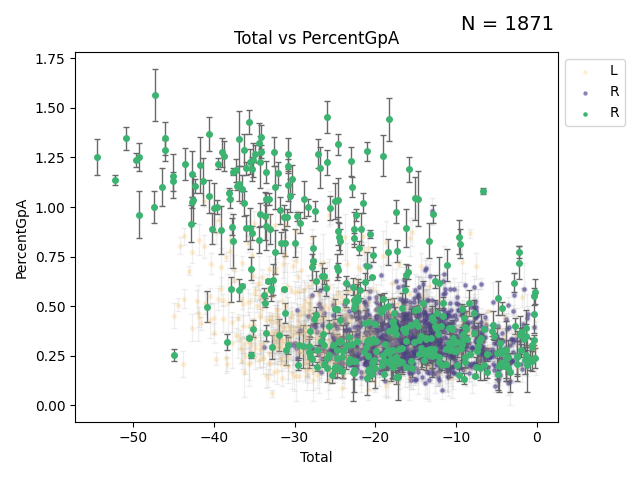 N = 1871
Total vs PercentGpA
1.75
1.50
1.25
1.00
0.75
0.50
0.25
0.00
PercentGpA
−50
−40
−30
−20
−10
0
Total
L
R
R